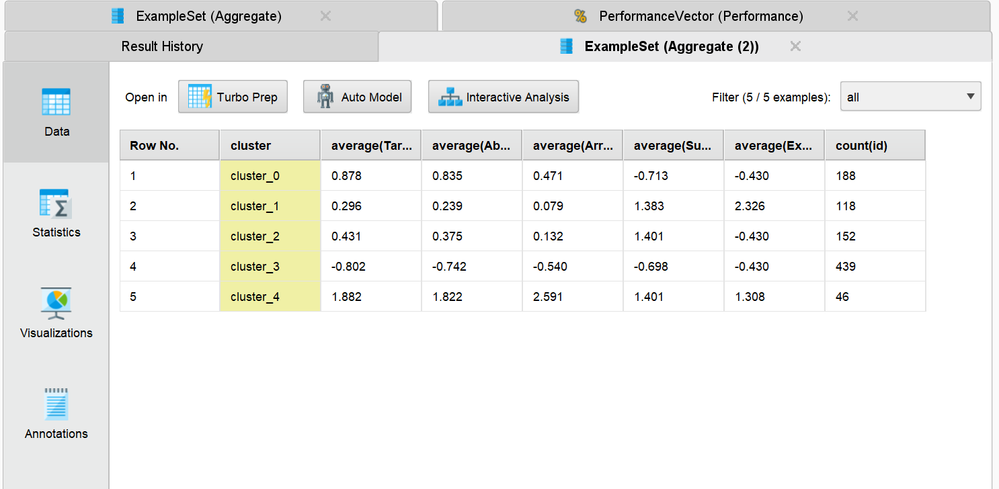 ExampleSet (Aggregate) PerformanceVector (Performance)
Result History ExampleSet (Aggregate (2))
Open in Turbo Prep Auto Model Interactive Analysis Filter (5 / 5 examples): all
Data
Statistics
Visualizations
Annotations
Row No. cluster average(Tar... average(Ab... average(Arr... average(Su... average(Ex... count(id)
1 cluster_0 0.878 0.835 0.471 -0.713 -0.430 188
2 cluster_1 0.296 0.239 0.079 1.383 2.326 118
3 cluster_2 0.431 0.375 0.132 1.401 -0.430 152
4 cluster_3 -0.802 -0.742 -0.540 -0.698 -0.430 439
5 cluster_4 1.882 1.822 2.591 1.401 1.308 46